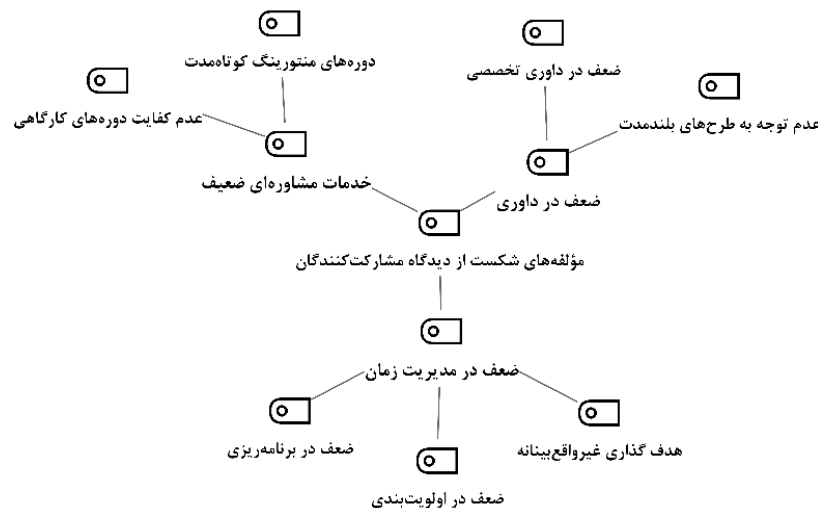 دوره‌های منتورینگ کوتاه‌مدت
ضعف در داوری تخصصی
عدم کفایت دوره‌های کارگاهی
عدم توجه به طرح‌های بلندمدت
خدمات مشاوره‌ای ضعیف
ضعف در داوری
مؤلفه‌های شکست از دیدگاه مشارکت‌کنندگان
ضعف در مدیریت زمان
ضعف در برنامه‌ریزی
هدف گذاری غیرواقع‌بینانه
ضعف در اولویت‌بندی